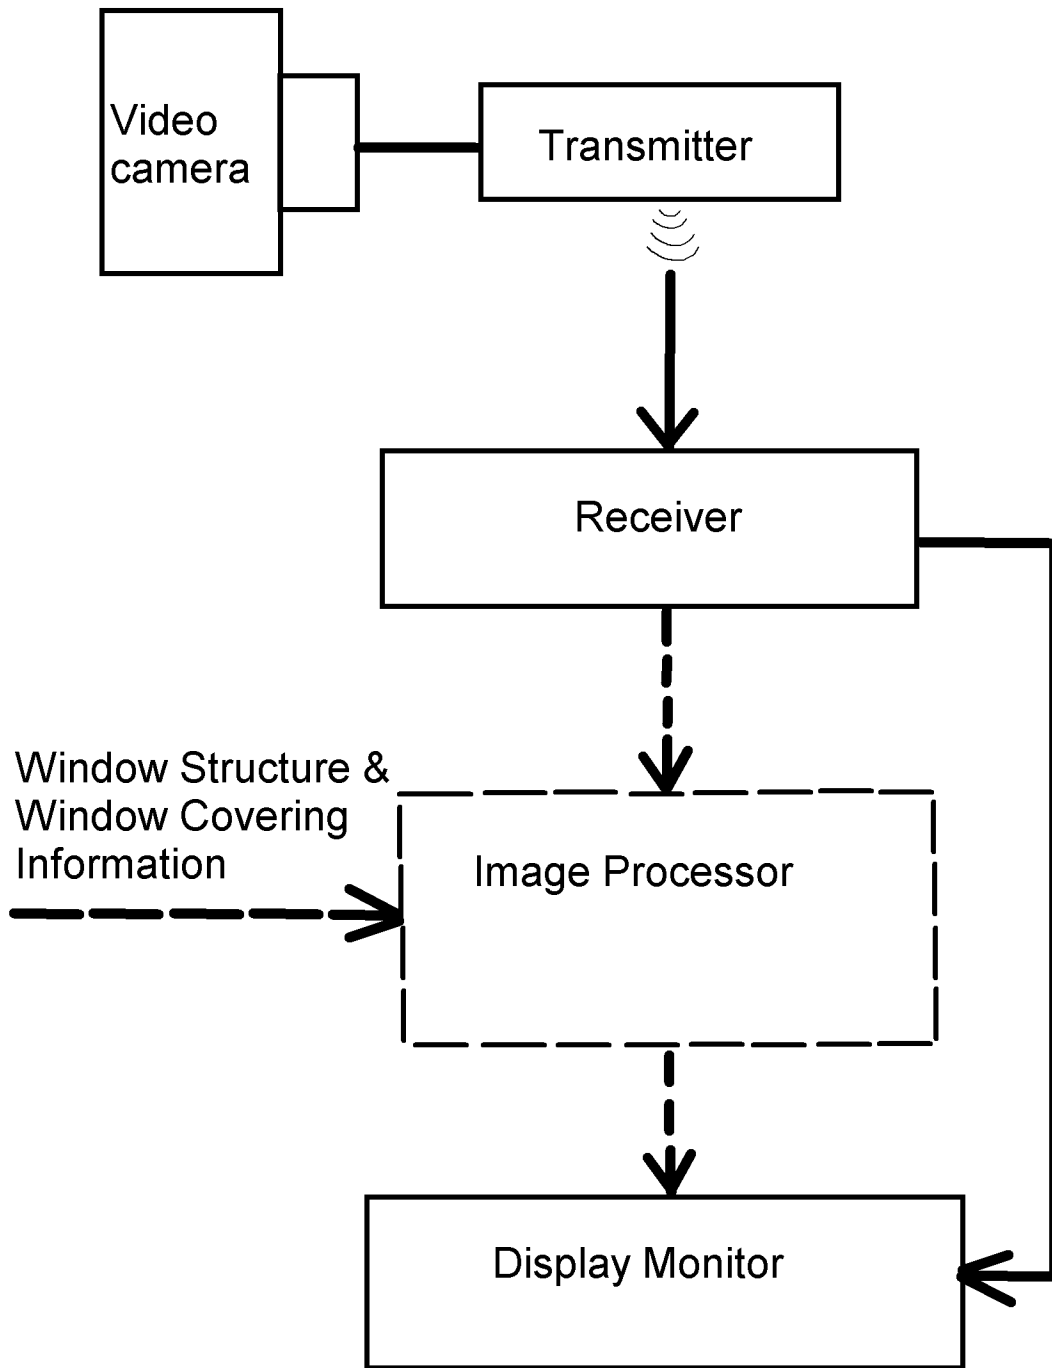 Video
camera
Transmitter
Receiver
Window Structure &
Window Covering
Information
Image Processor
Display Monitor